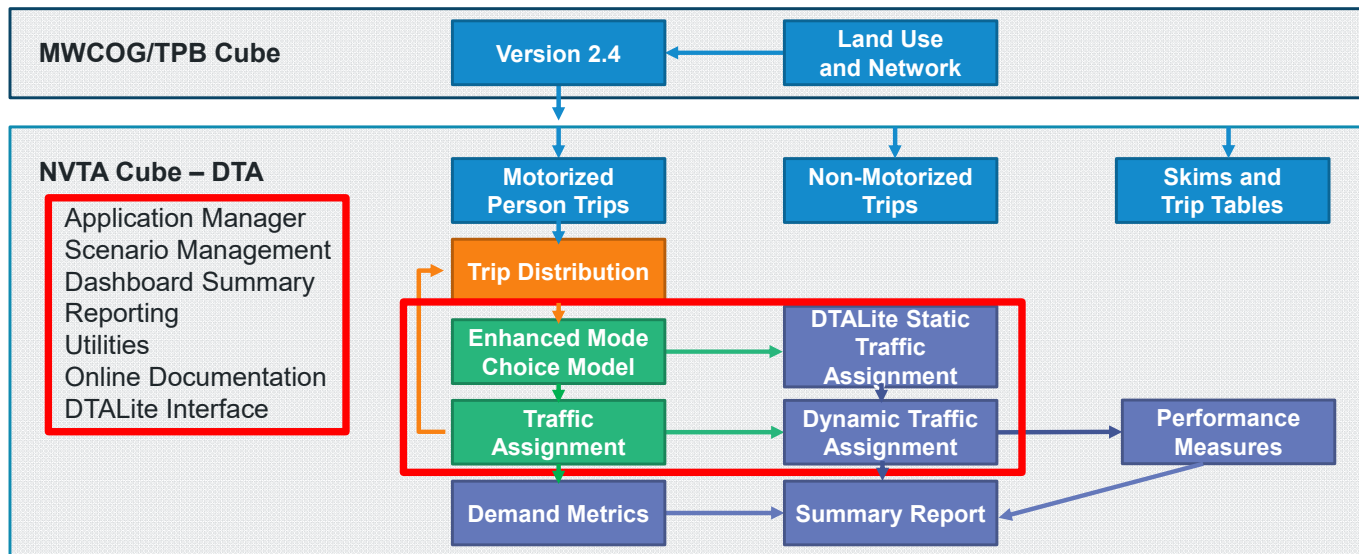 MWCOG/TPB Cube
Version 2.4
Land Use
and Network
NVTA Cube – DTA
Application Manager
Scenario Management
Dashboard Summary
Reporting
Utilities
Online Documentation
DTALite Interface
Motorized
Person Trips
Non-Motorized
Trips
Skims and
Trip Tables
Trip Distribution
Enhanced Mode
Choice Model
DTALite Static
Traffic
Assignment
Traffic
Assignment
Dynamic Traffic
Assignment
Performance
Measures
Demand Metrics
Summary Report